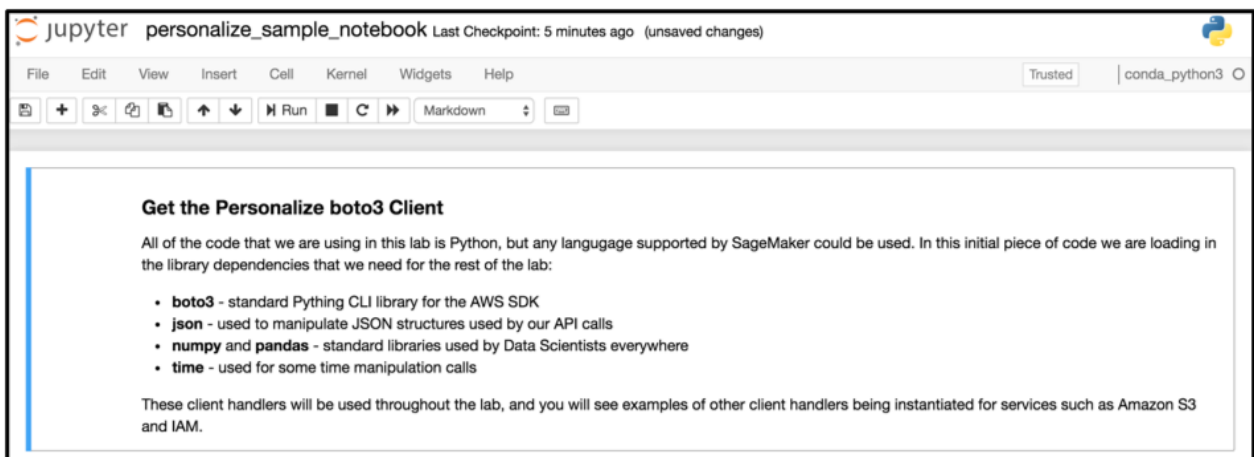 jupyter personalize_sample_notebook Last Checkpoint: 5 minutes ago (unsaved changes)
File Edit View Insert Cell Kernel Widgets Help Trusted conda_python3
Run Markdown
Get the Personalize boto3 Client
All of the code that we are using in this lab is Python, but any langugage supported by SageMaker could be used. In this initial piece of code we are loading in
the library dependencies that we need for the rest of the lab:
• boto3 - standard Pything CLI library for the AWS SDK
• json - used to manipulate JSON structures used by our API calls
• numpy and pandas - standard libraries used by Data Scientists everywhere
• time - used for some time manipulation calls
These client handlers will be used throughout the lab, and you will see examples of other client handlers being instantiated for services such as Amazon S3
and IAM.